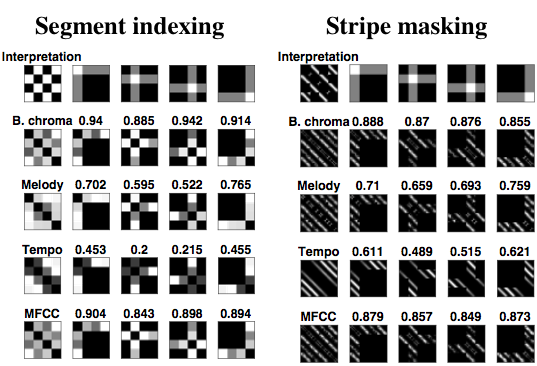 Segment indexing
Interpretation
B. chroma 0.94 0.885 0.942 0.914
Melody 0.702 0.595 0.522 0.765
Tempo 0.453 0.2 0.215 0.455
MFCC 0.904 0.843 0.898 0.894
Stripe masking
Interpretation
B. chroma 0.888 0.87 0.876 0.855
Melody 0.71 0.659 0.693 0.759
Tempo 0.611 0.489 0.515 0.621
MFCC 0.879 0.857 0.849 0.873